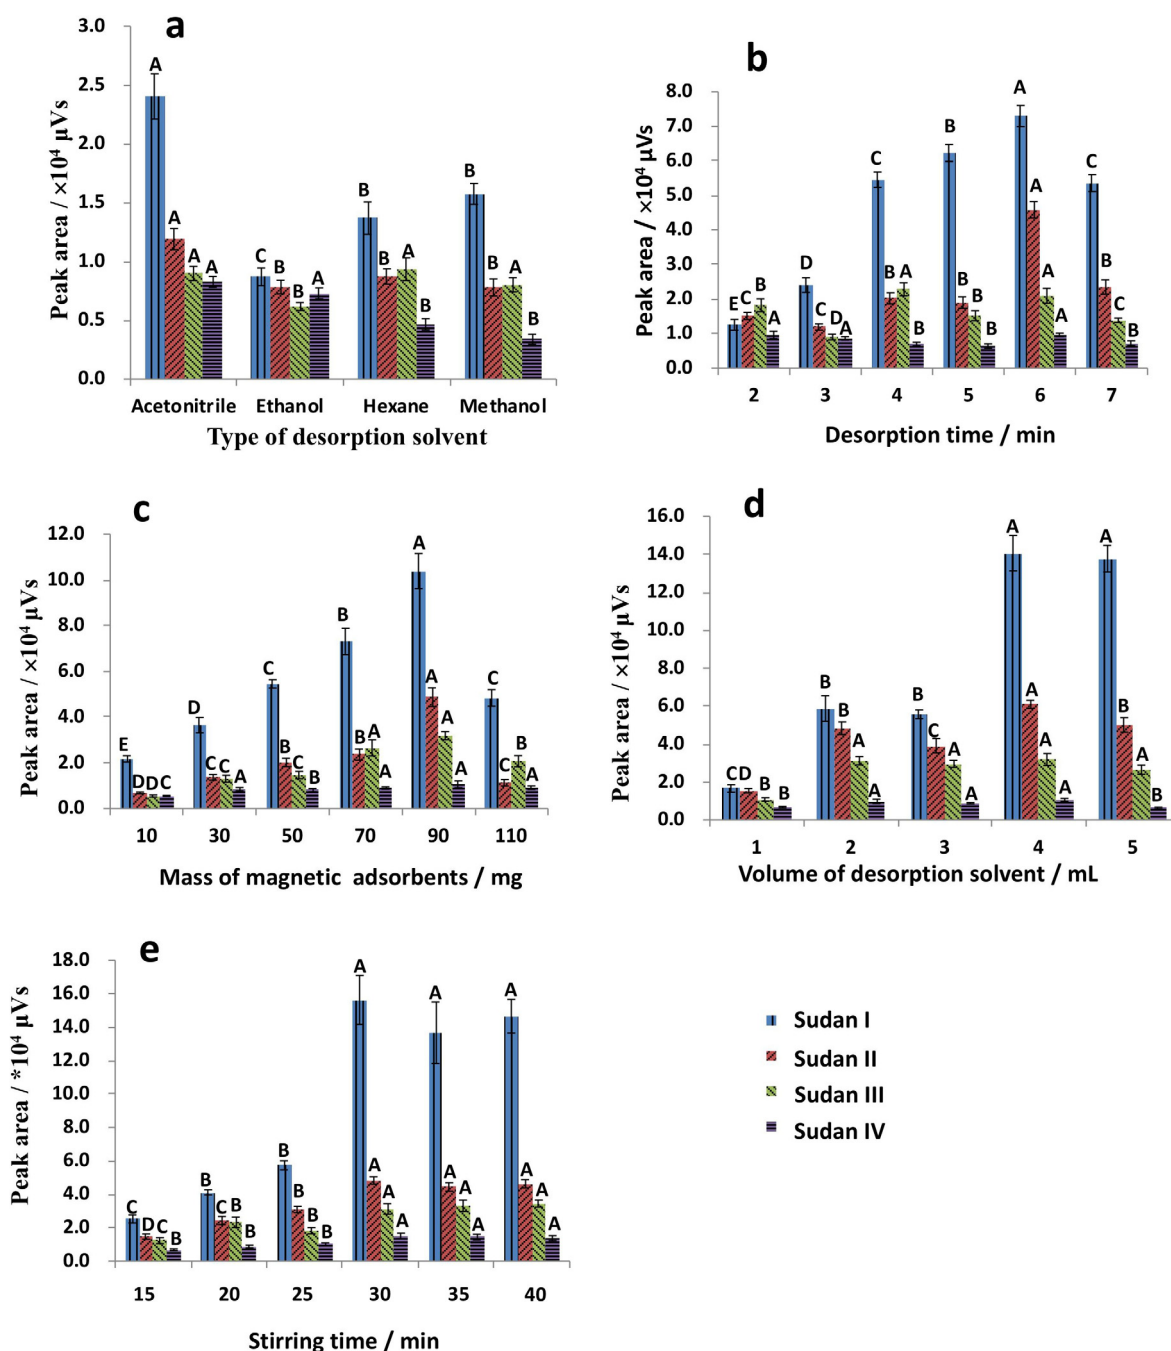 a
3.0
2.5
2.0
1.5
1.0
0.5
0.0
Peak area / ×10⁴ μVs
A A A A
C B B A
B B A B
B B A B
Acetonitrile Ethanol Hexane Methanol
Type of desorption solvent
b
8.0
7.0
6.0
5.0
4.0
3.0
2.0
1.0
0.0
Peak area / ×10⁴ μVs
E C B A
D C D A
C B A B
B B B B
A A A A
C B C B
2 3 4 5 6 7
Desorption time / min
c
12.0
10.0
8.0
6.0
4.0
2.0
0.0
Peak area / ×10⁴ μVs
E D D C
D C C A
C B C B
B B A A
A A A A
C C B A
10 30 50 70 90 110
Mass of magnetic adsorbents / mg
d
16.0
14.0
12.0
10.0
8.0
6.0
4.0
2.0
0.0
Peak area / ×10⁴ μVs
C D B B
B B A A
B C A A
A A A A
A B A B
1 2 3 4 5
Volume of desorption solvent / mL
e
18.0
16.0
14.0
12.0
10.0
8.0
6.0
4.0
2.0
0.0
Peak area / *10⁴ μVs
C D C B
B C B B
B B B B
A A A A
A A A A
A A A A
15 20 25 30 35 40
Stirring time / min
Sudan I
Sudan II
Sudan III
Sudan IV